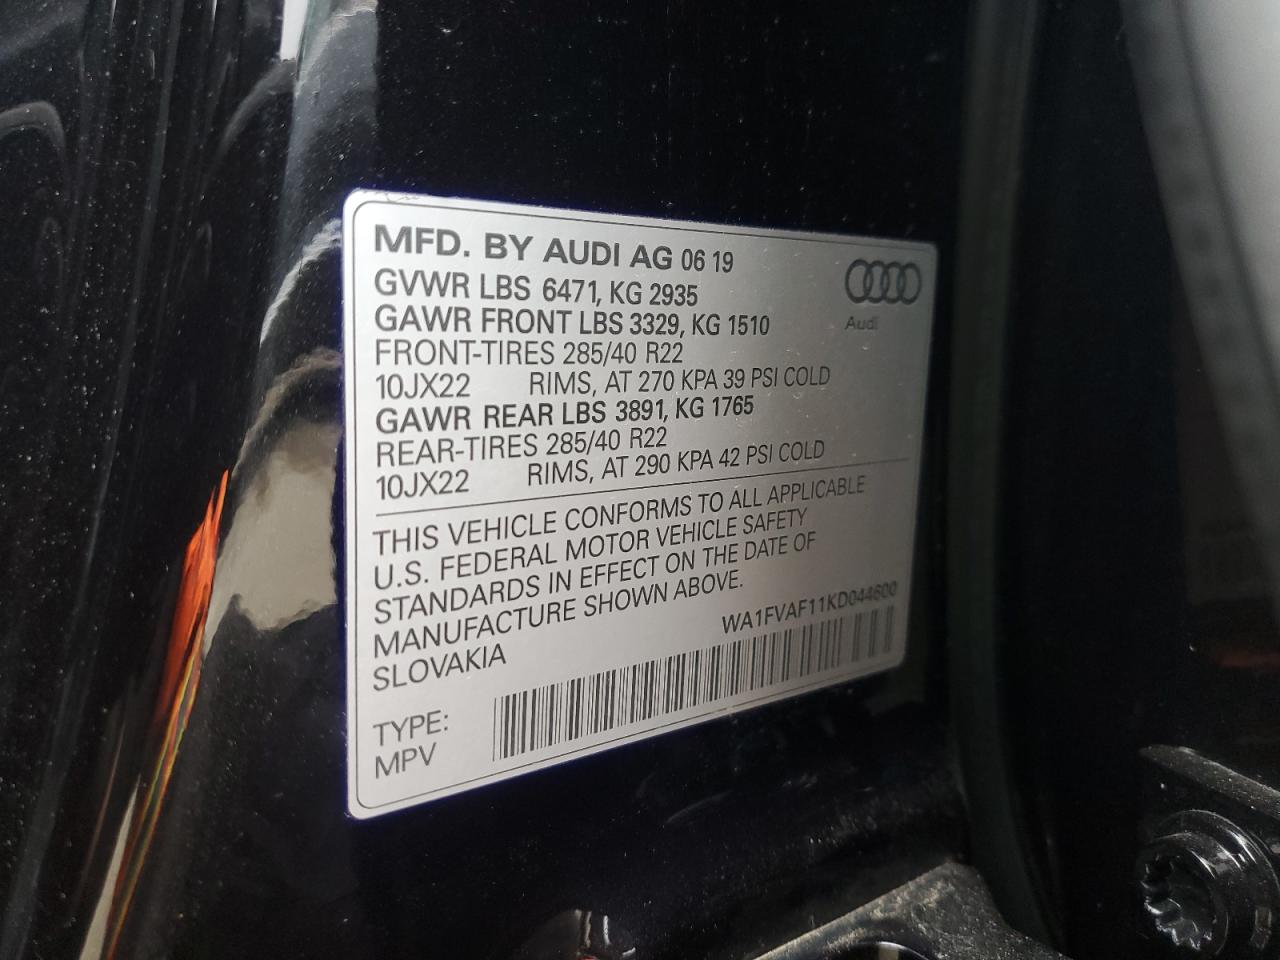 MFD. BY AUDI AG 06 19
GVWR LBS 6471, KG 2935
GAWR FRONT LBS 3329, KG 1510
FRONT-TIRES 285/40 R22
10JX22 RIMS, AT 270 KPA 39 PSI COLD
GAWR REAR LBS 3891, KG 1765
REAR-TIRES 285/40 R22
10JX22 RIMS, AT 290 KPA 42 PSI COLD
Audi
THIS VEHICLE CONFORMS TO ALL APPLICABLE
U.S. FEDERAL MOTOR VEHICLE SAFETY
STANDARDS IN EFFECT ON THE DATE OF
MANUFACTURE SHOWN ABOVE.
SLOVAKIA
WA1FVAF11KD044600
TYPE:
MPV